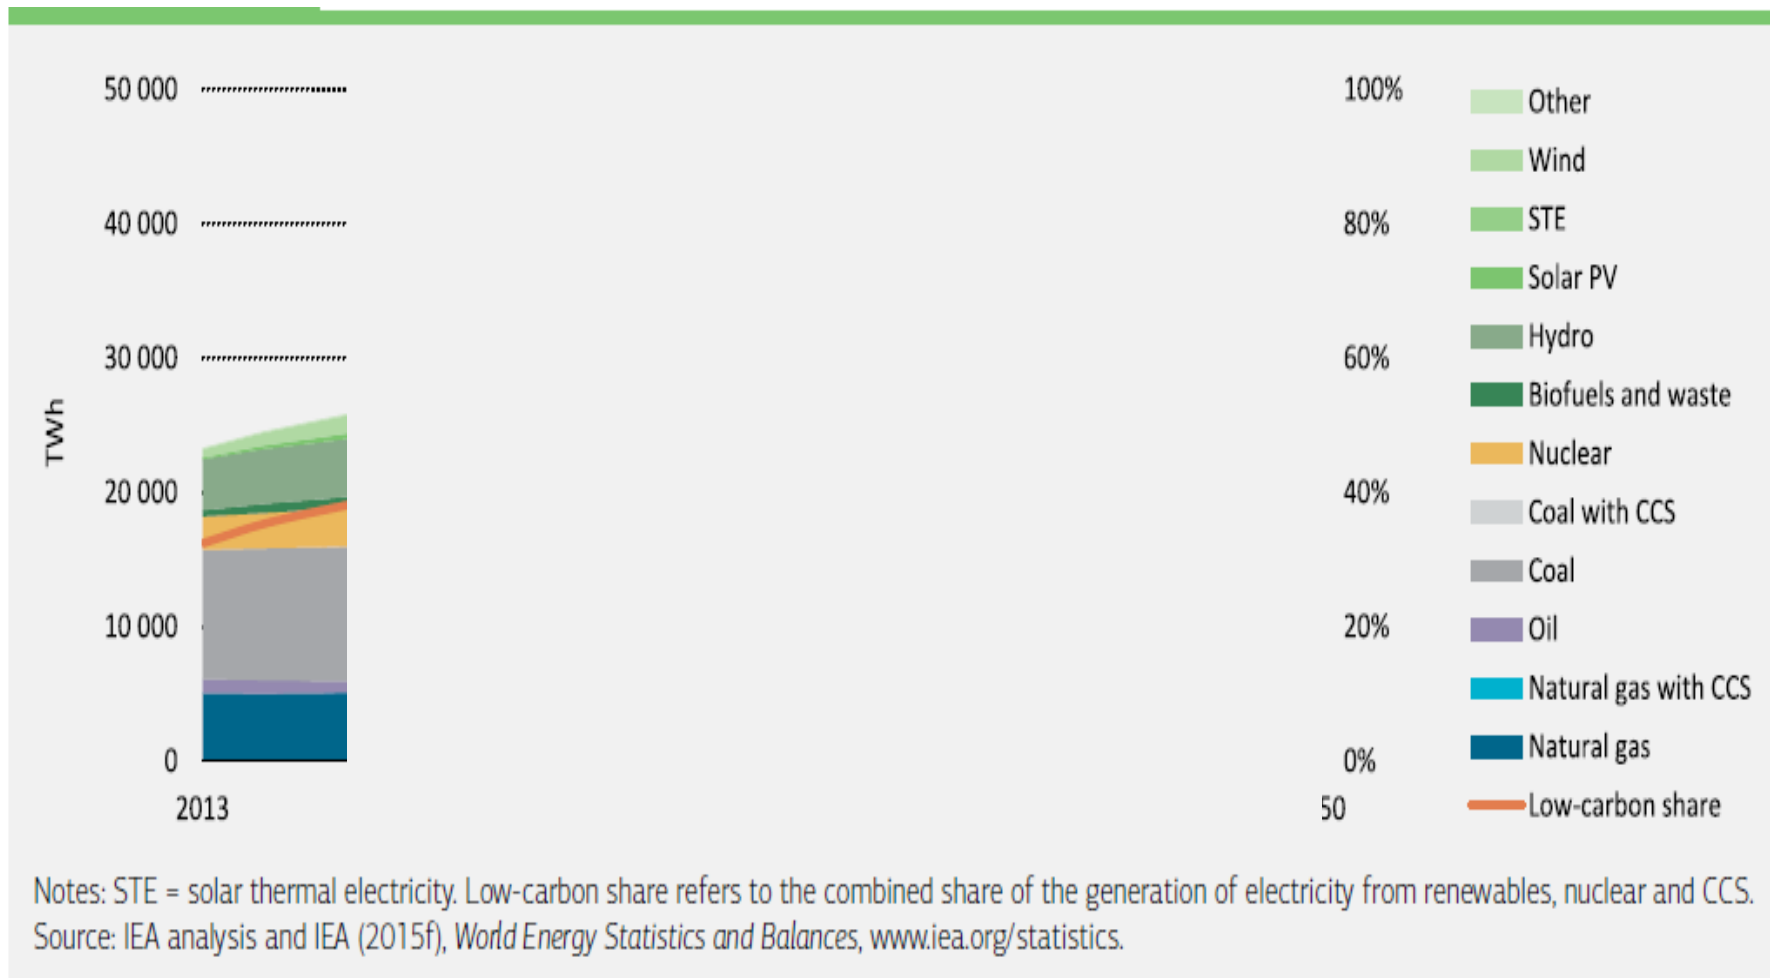 50 000
100%
Other
Wind
40 000
80%
STE
Solar PV
30 000
60%
Hydro
Biofuels and waste
TWh
Nuclear
20 000
40%
Coal with CCS
Coal
10 000
20%
Oil
Natural gas with CCS
0
0%
Natural gas
2013
50
Low-carbon share
Notes: STE = solar thermal electricity. Low-carbon share refers to the combined share of the generation of electricity from renewables, nuclear and CCS.
Source: IEA analysis and IEA (2015f), World Energy Statistics and Balances, www.iea.org/statistics.